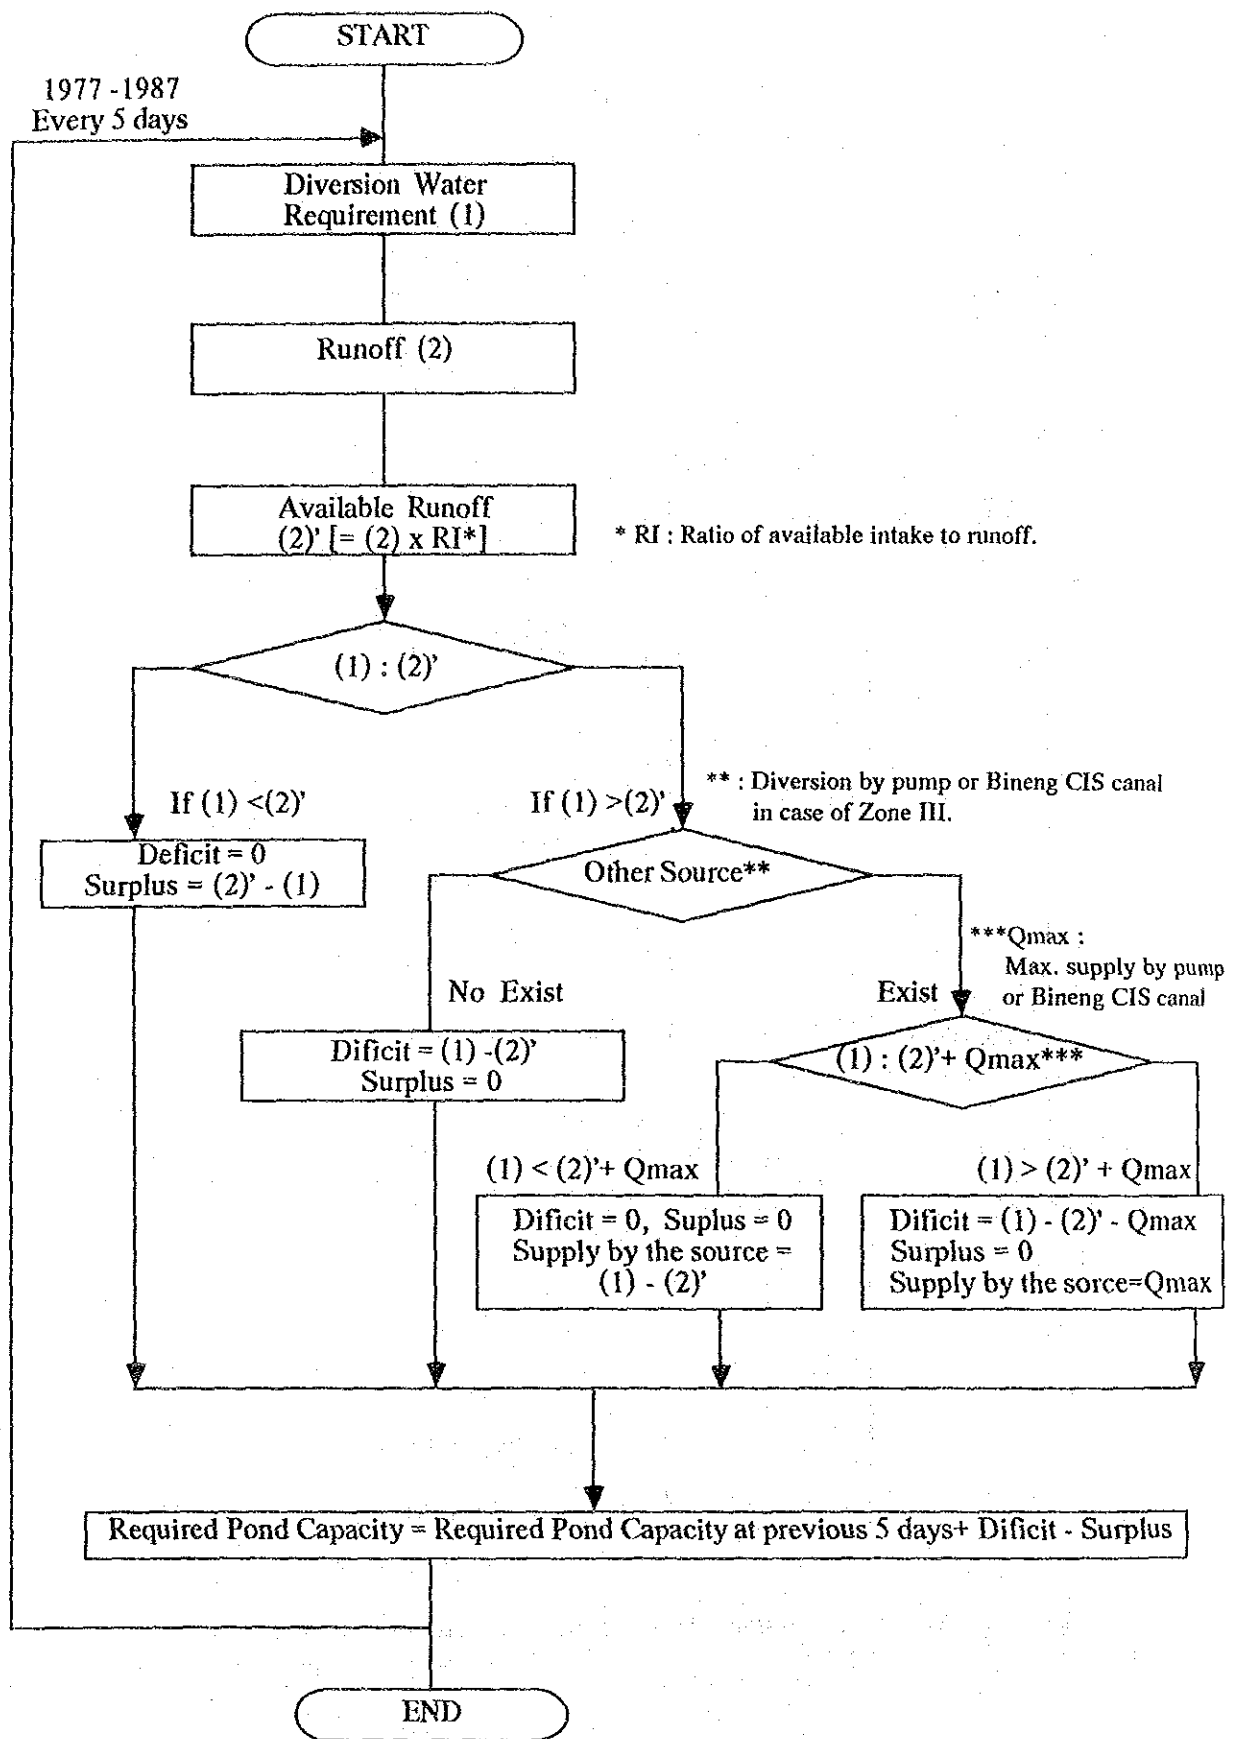 START
1977 -1987
Every 5 days
Diversion Water
Requirement (1)
Runoff (2)
Available Runoff
(2)' [= (2) x RI*]
* RI : Ratio of available intake to runoff.
(1) : (2)'
If (1) <(2)'
If (1) >(2)'
** : Diversion by pump or Bineng CIS canal
in case of Zone III.
Deficit = 0
Surplus = (2)' - (1)
Other Source**
***Qmax :
Max. supply by pump
or Bineng CIS canal
No Exist
Exist
Dificit = (1) -(2)'
Surplus = 0
(1) : (2)'+ Qmax***
(1) < (2)'+ Qmax
(1) > (2)' + Qmax
Dificit = 0, Suplus = 0
Supply by the source =
(1) - (2)'
Dificit = (1) - (2)' - Qmax
Surplus = 0
Supply by the sorce=Qmax
Required Pond Capacity = Required Pond Capacity at previous 5 days+ Dificit - Surplus
END